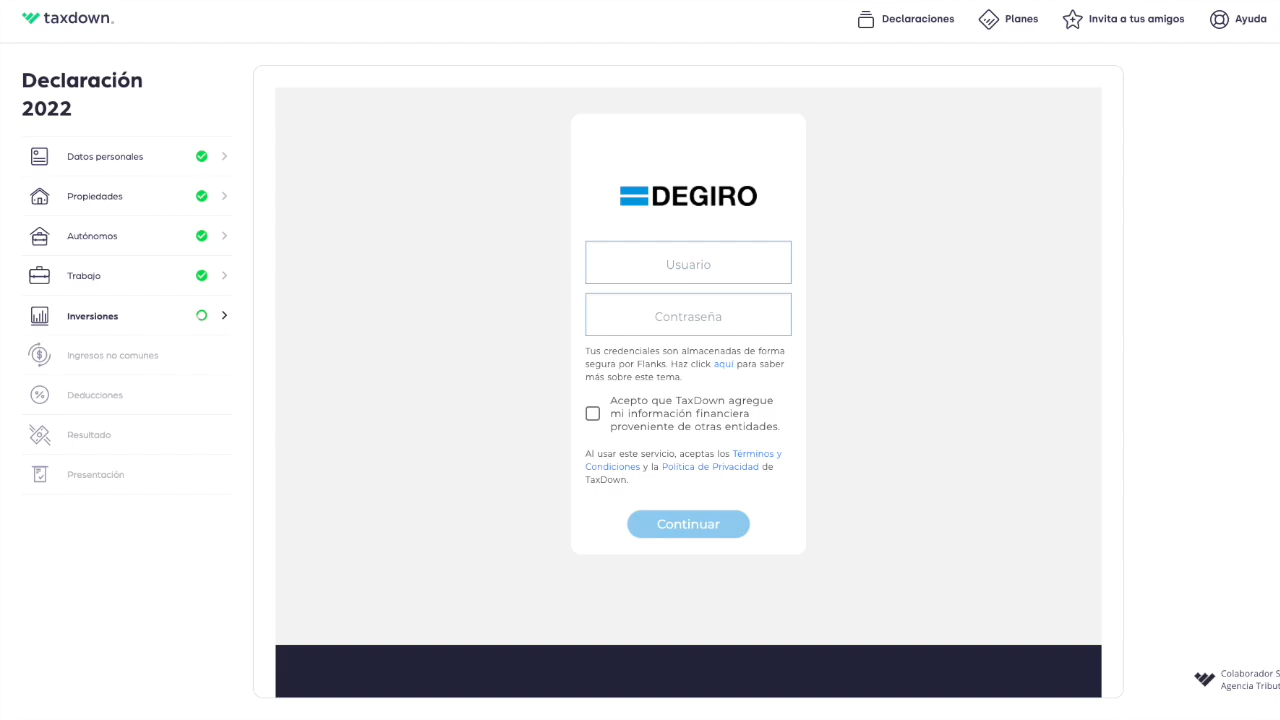 taxdown.
Declaraciones
Planes
Invita a tus amigos
Ayuda
Declaración
2022
Datos personales
Propiedades
Autónomos
Trabajo
Inversiones
Ingresos no comunes
Deducciones
Resultado
Presentación
DEGIRO
Usuario
Contraseña
Tus credenciales son almacenadas de forma
segura por Flanks. Haz click aquí para saber
más sobre este tema.
Acepto que TaxDown agregue
mi información financiera
proveniente de otras entidades.
Al usar este servicio, aceptas los Términos y
Condiciones y la Política de Privacidad de
TaxDown.
Continuar
Colaborador S
Agencia Tribut